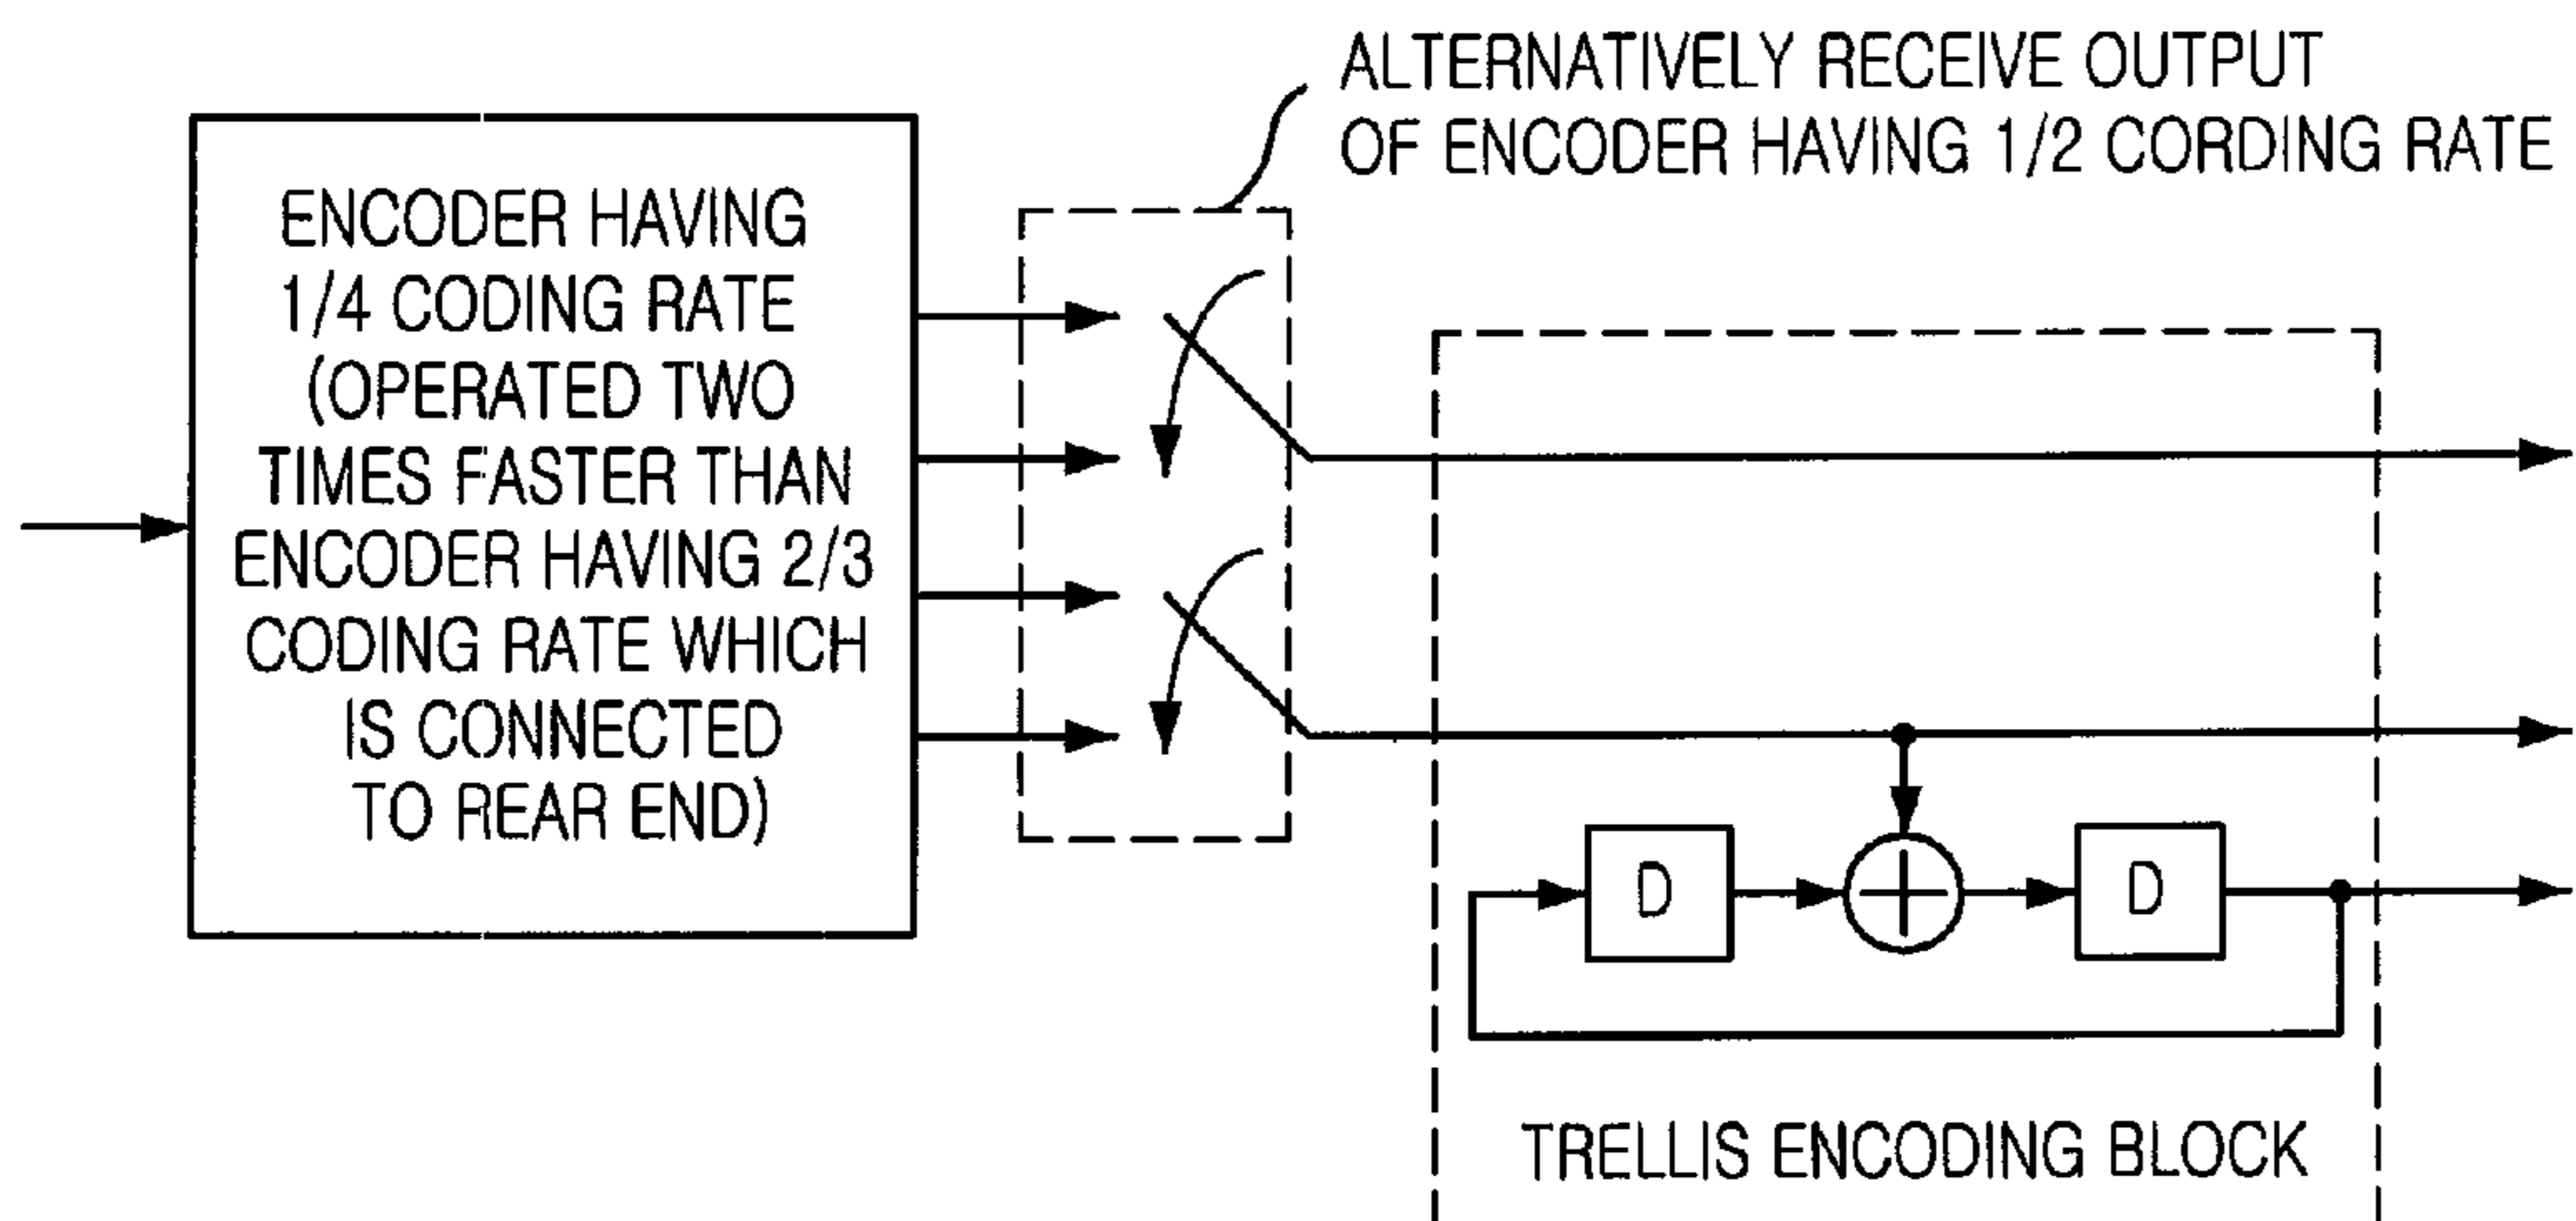 ALTERNATIVELY RECEIVE OUTPUT
OF ENCODER HAVING 1/2 CORDING RATE
ENCODER HAVING
1/4 CODING RATE
(OPERATED TWO
TIMES FASTER THAN
ENCODER HAVING 2/3
CODING RATE WHICH
IS CONNECTED
TO REAR END)
D
D
TRELLIS ENCODING BLOCK